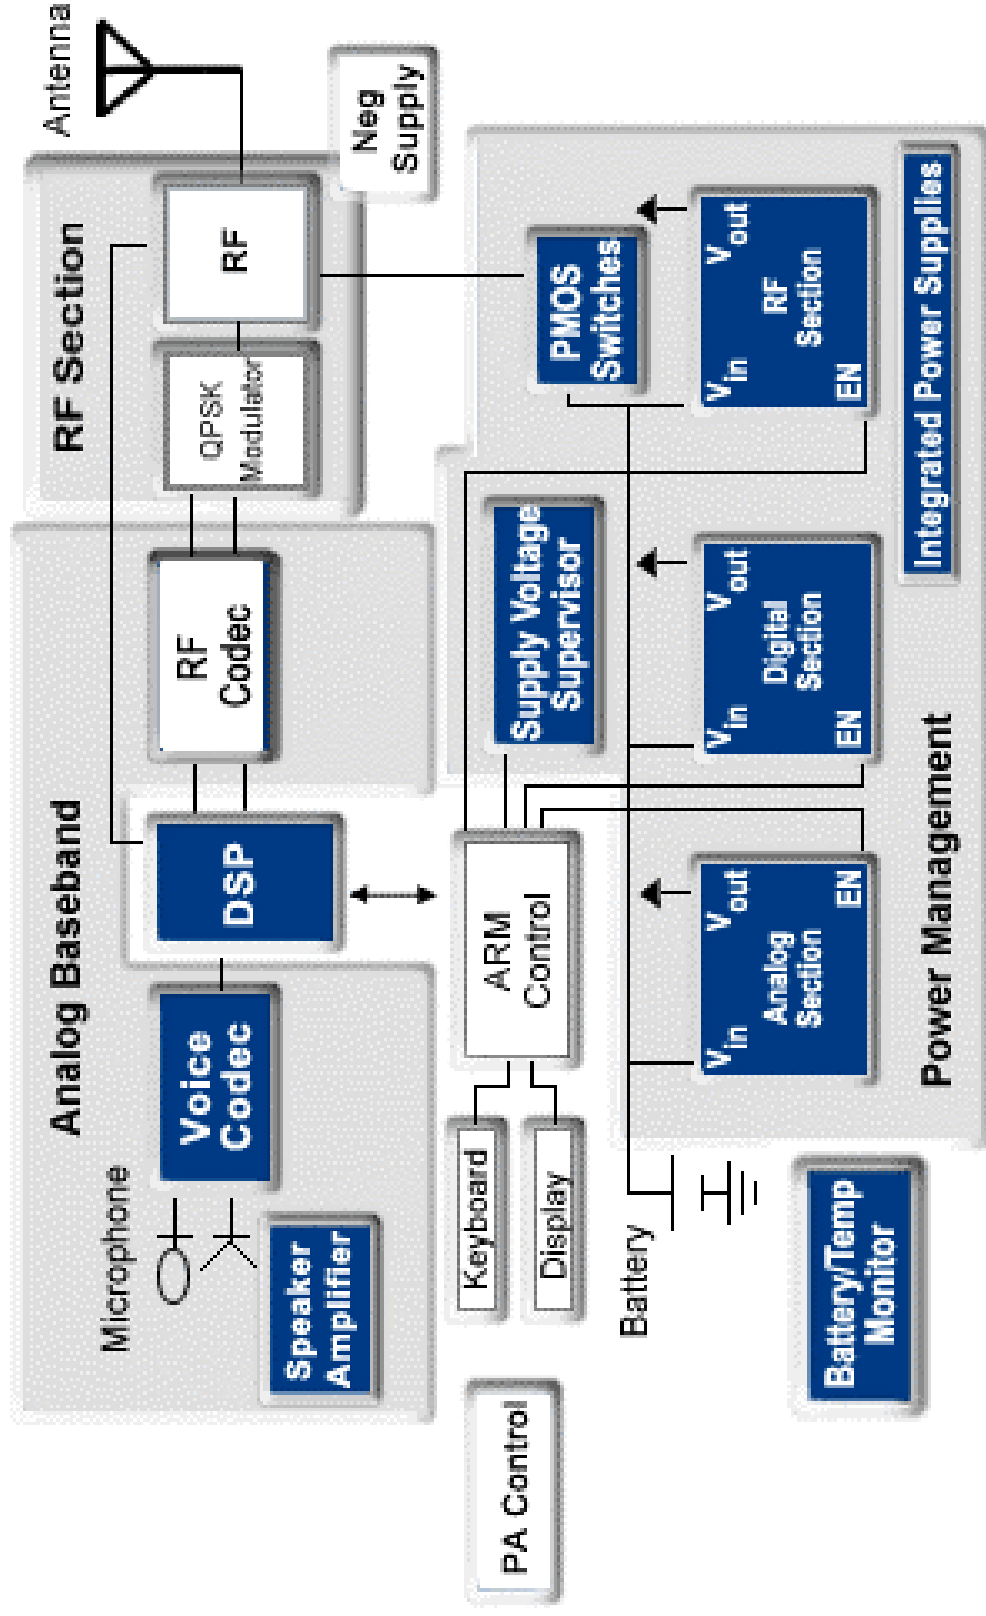 Antenna
RF Section
Neg
Supply
RF
QPSK
Modulator
Analog Baseband
RF
Codec
DSP
Voice
Codec
Microphone
Speaker
Amplifier
PA Control
Keyboard
Display
ARM
Control
Supply Voltage
Supervisor
PMOS
Switches
Battery
Battery/Temp
Monitor
Vin Vout
Analog
Section
EN
Vin Vout
Digital
Section
EN
Vin Vout
RF
Section
EN
Power Management
Integrated Power Supplies